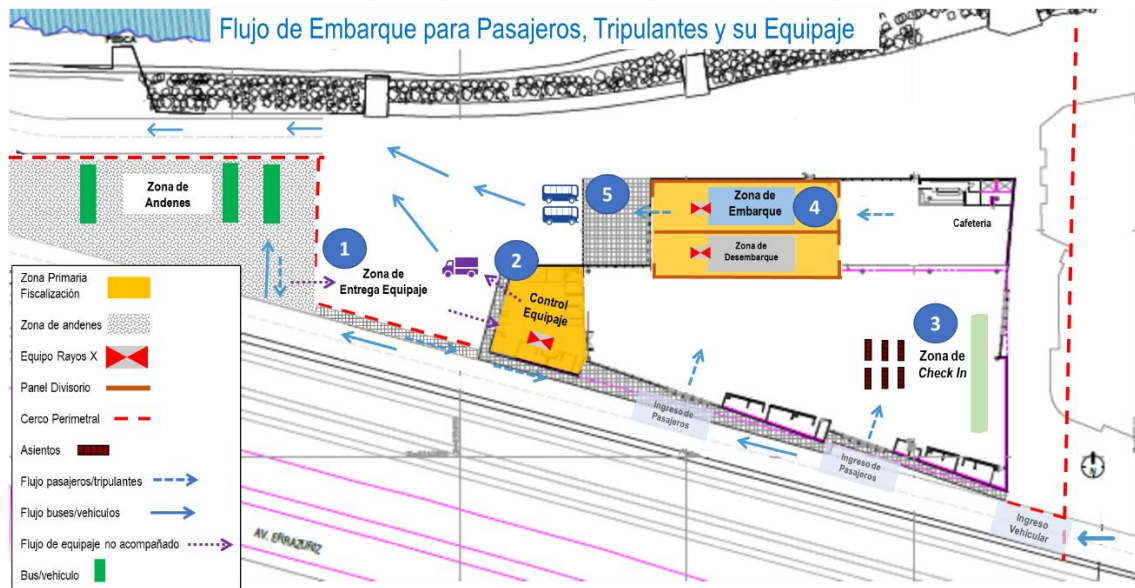 Flujo de Embarque para Pasajeros, Tripulantes y su Equipaje
Zona de
Andenes
5
Zona de
Embarque
4
Cafetería
Zona de
Desembarque
1
Zona de
Entrega Equipaje
2
Control
Equipaje
3
Zona de
Check In
Ingreso de
Pasajeros
Ingreso de
Pasajeros
Ingreso
Vehicular
AV. ERRAZURIZ
Zona Primaria
Fiscalización
Zona de andenes
Equipo Rayos X
Panel Divisorio
Cerco Perimetral
Asientos
Flujo pasajeros/tripulantes
Flujo buses/vehiculos
Flujo de equipaje no acompañado
Bus/vehículo